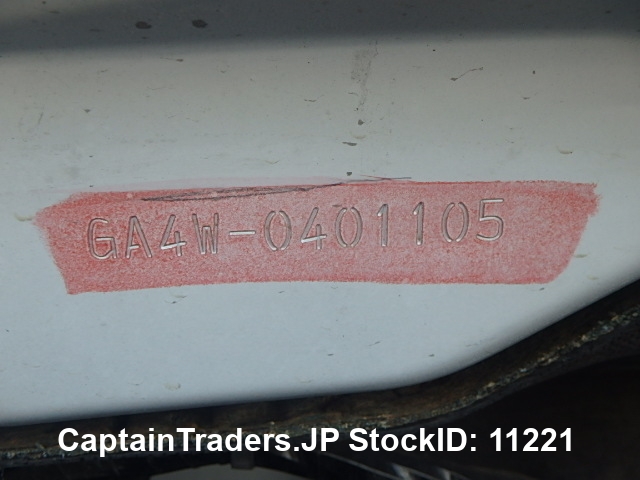 GA4W-0401105
CaptainTraders.JP StockID: 11221